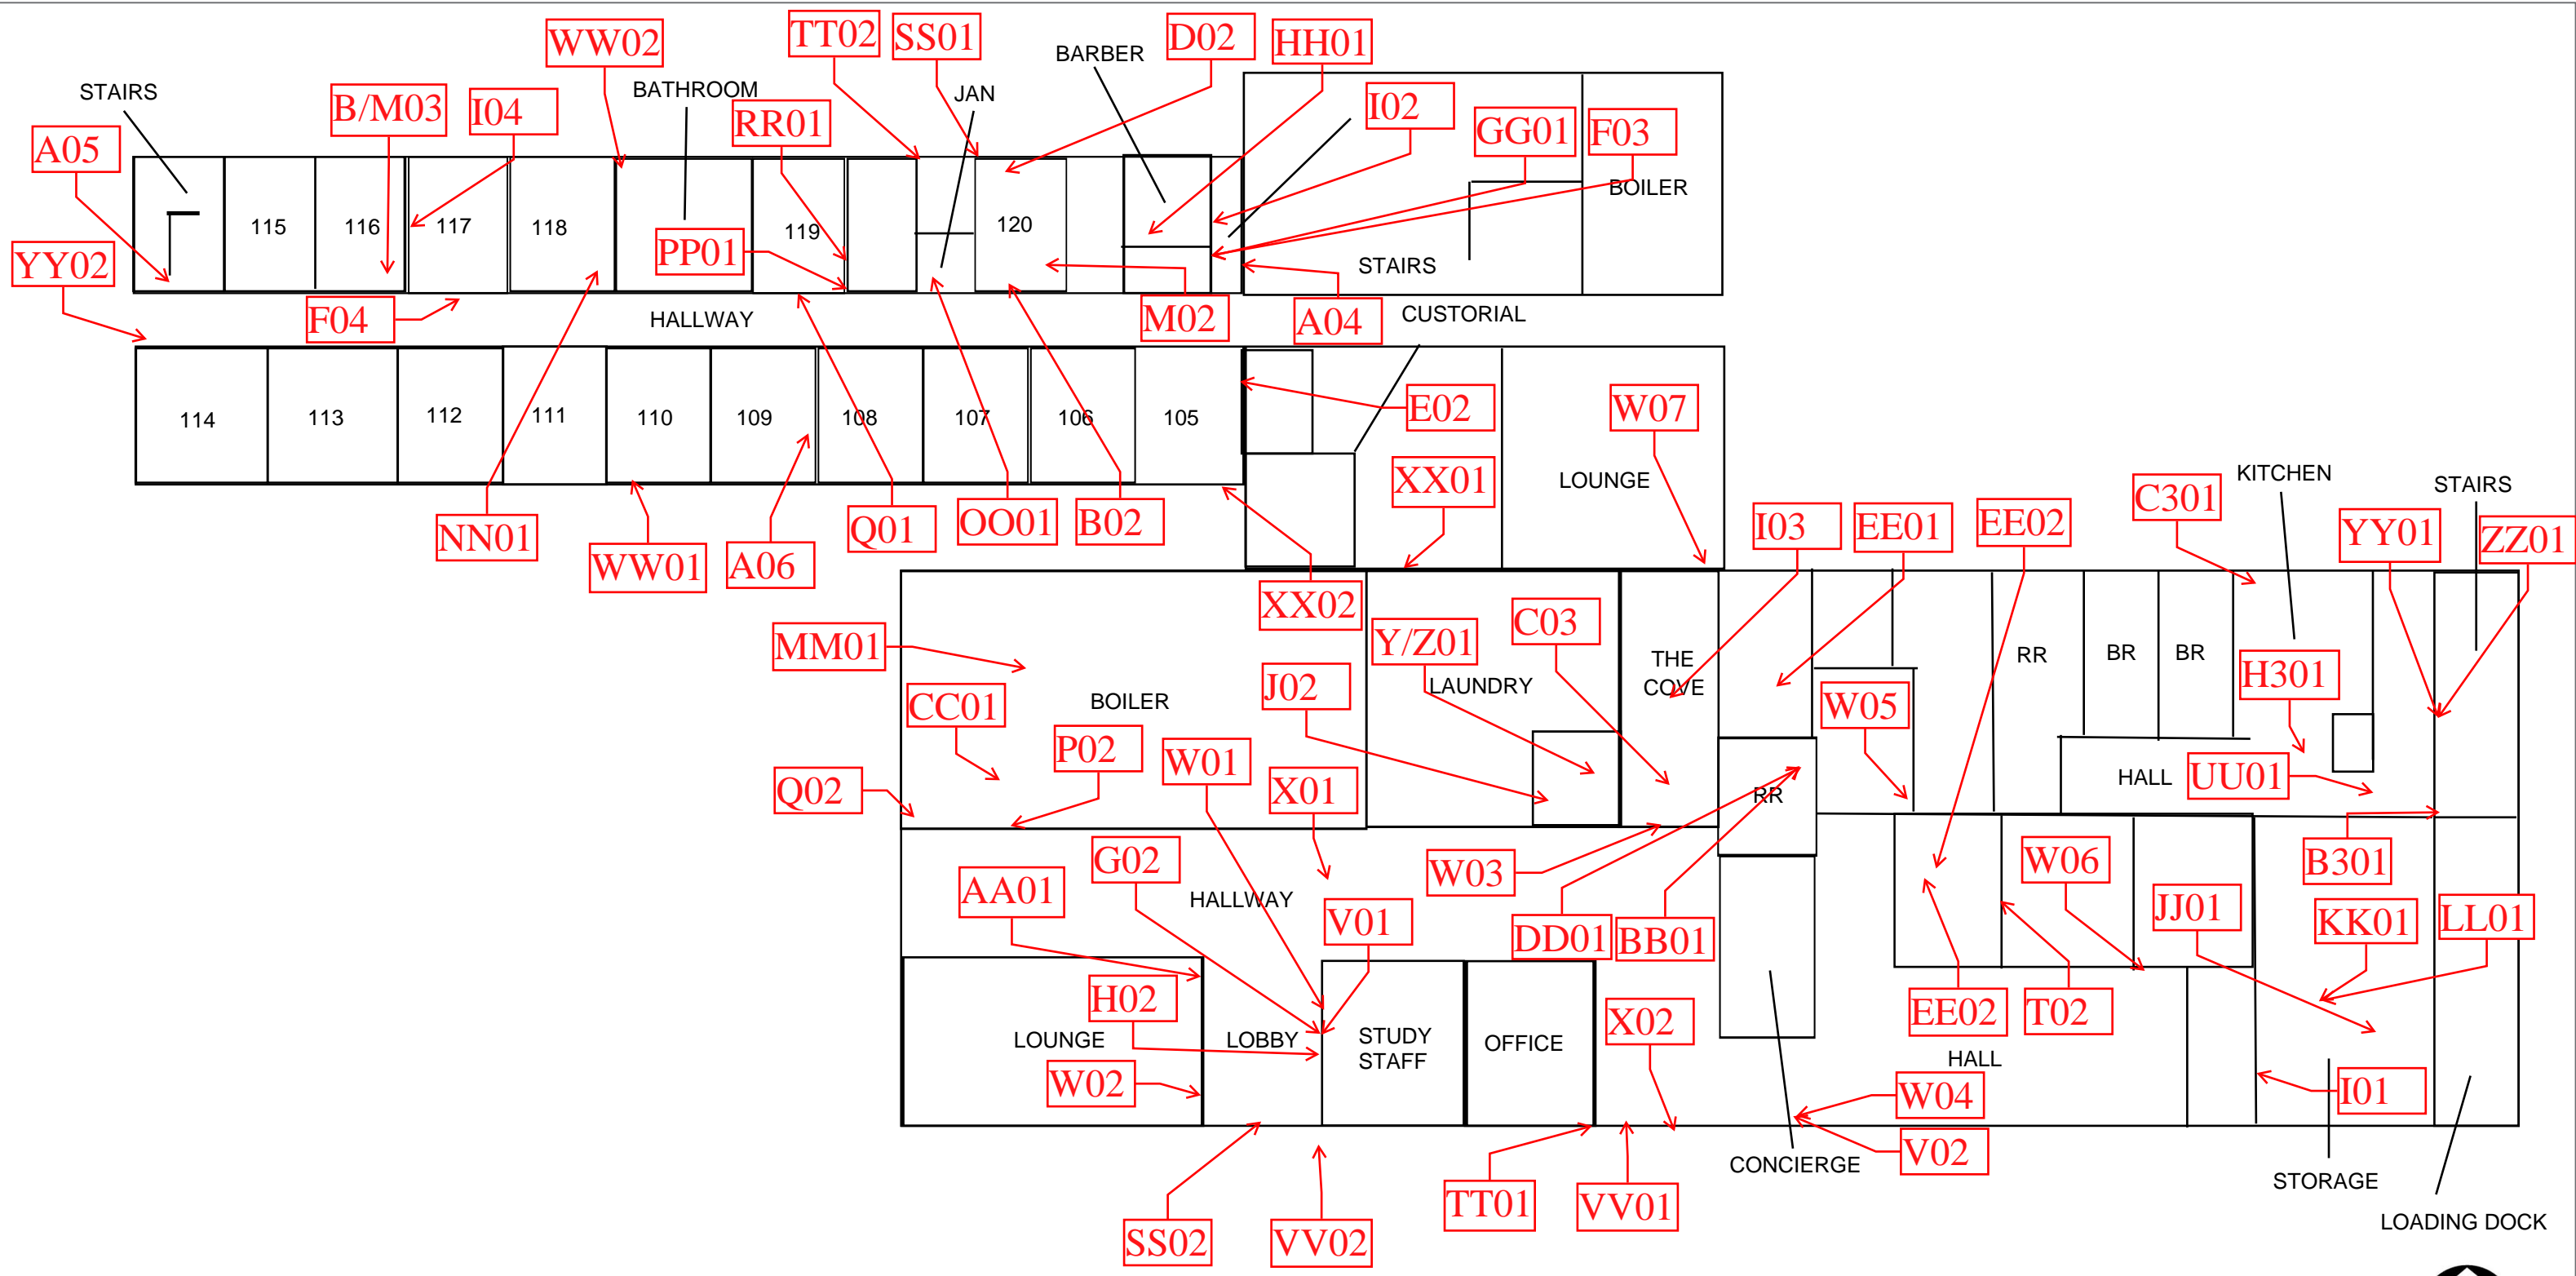 WW02
TT02
SS01
D02
HH01
BARBER
STAIRS
BATHROOM
JAN
B/M03
I04
RR01
I02
GG01
F03
A05
BOILER
115
116
117
118
119
120
PP01
YY02
STAIRS
F04
HALLWAY
M02
A04
CUSTORIAL
114
113
112
111
110
109
108
107
106
105
E02
W07
XX01
LOUNGE
KITCHEN
STAIRS
NN01
WW01
A06
Q01
OO01
B02
I03
EE01
EE02
C301
YY01
ZZ01
XX02
MM01
Y/Z01
C03
THE
COVE
RR
BR
BR
J02
LAUNDRY
H301
CC01
BOILER
W05
P02
W01
X01
Q02
RR
HALL
UU01
G02
W03
W06
B301
AA01
HALLWAY
V01
DD01
BB01
JJ01
KK01
LL01
H02
EE02
T02
X02
LOUNGE
LOBBY
STUDY
STAFF
OFFICE
HALL
W02
W04
I01
V02
CONCIERGE
STORAGE
TT01
VV01
SS02
VV02
LOADING DOCK